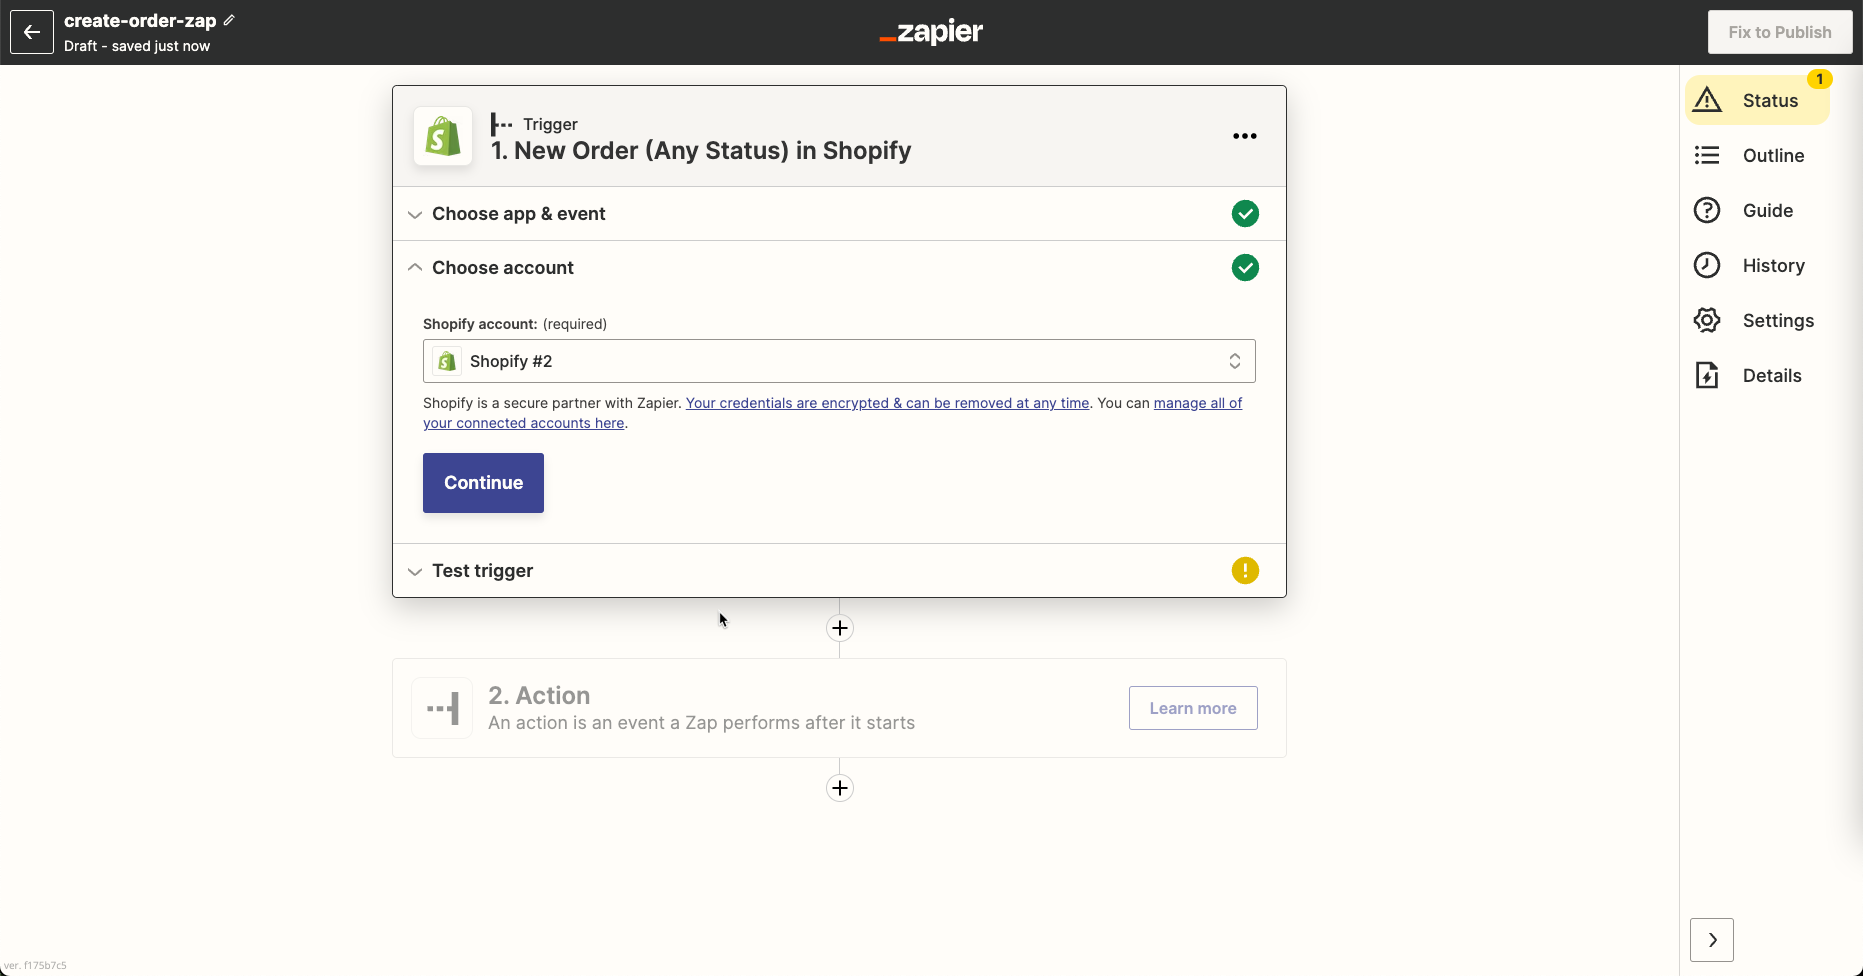 create-order-zap
Draft - saved just now
zapier
Fix to Publish
Trigger
1. New Order (Any Status) in Shopify
Choose app & event
Choose account
Shopify account: (required)
Shopify #2
Shopify is a secure partner with Zapier. Your credentials are encrypted & can be removed at any time. You can manage all of
your connected accounts here.
Continue
Test trigger
2. Action
An action is an event a Zap performs after it starts
Learn more
1
Status
Outline
Guide
History
Settings
Details
ver. f175b7c5